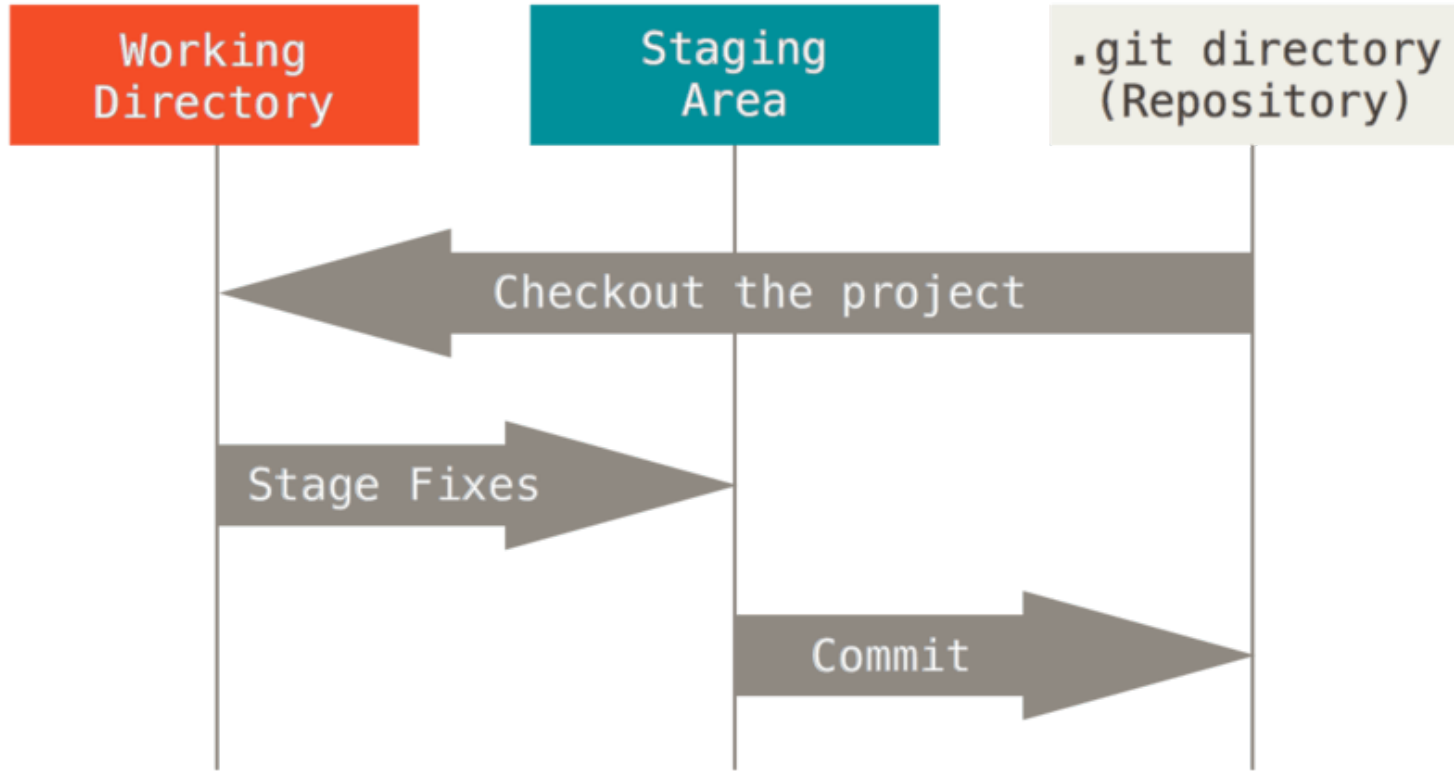 Working
Directory
Staging
Area
.git directory
(Repository)
Checkout the project
Stage Fixes
Commit